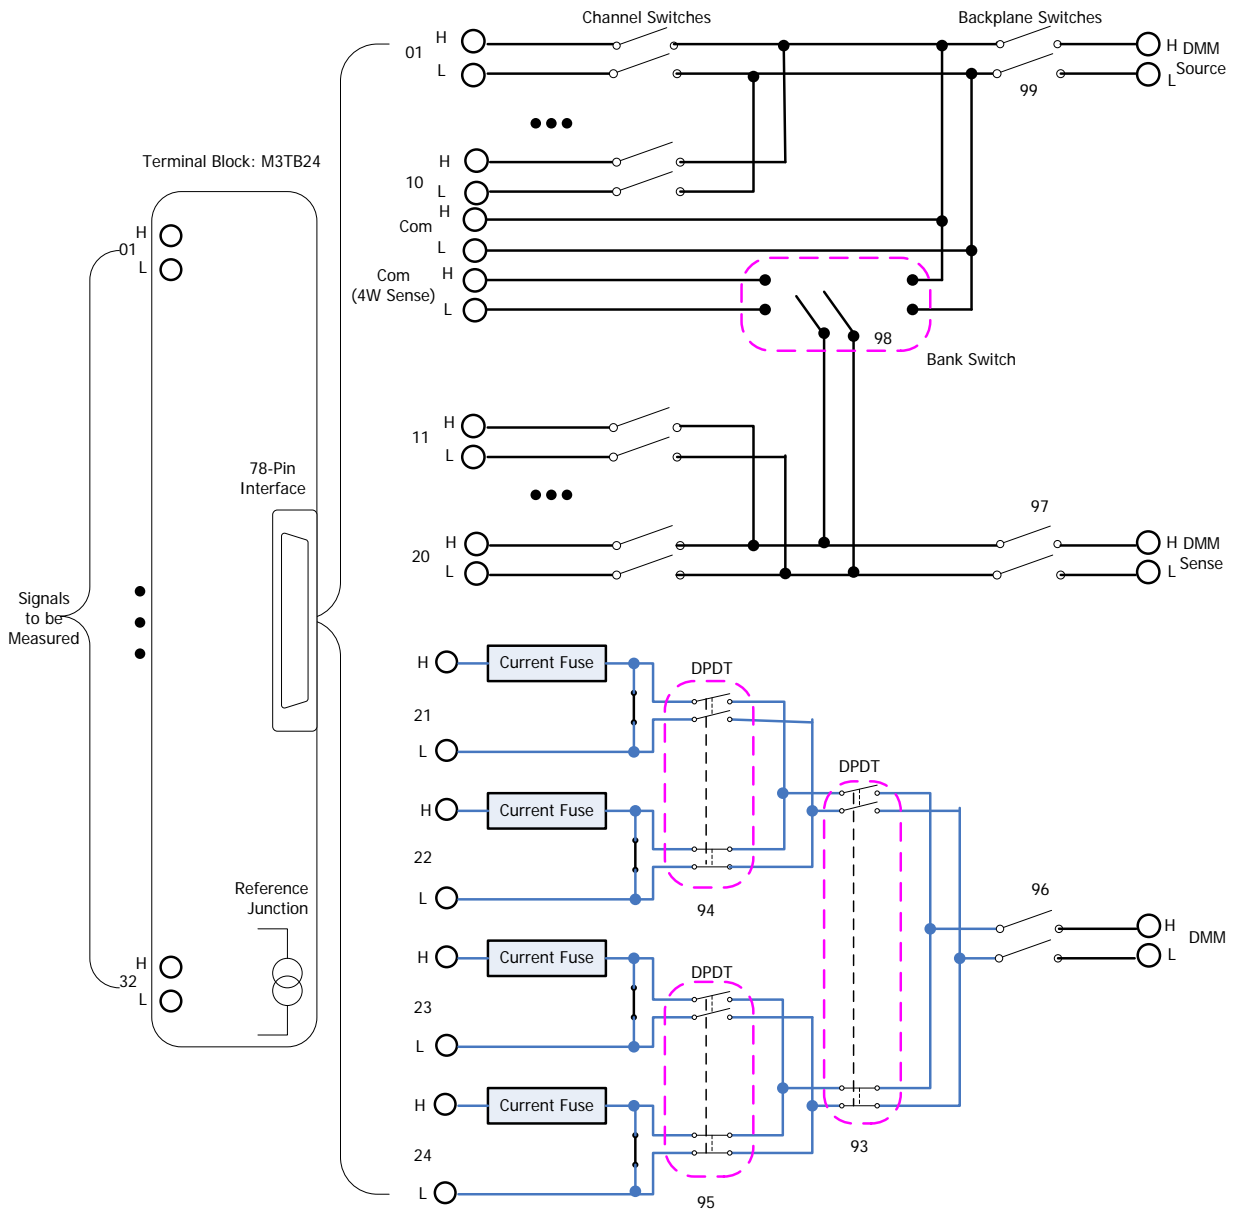 Channel Switches
Backplane Switches
01
H
L
H
L
DMM
Source
99
Terminal Block: M3TB24
H
10
L
H
Com
L
Com
(4W Sense)
H
L
98
Bank Switch
H
01
L
11
H
L
78-Pin
Interface
97
20
H
L
H
L
DMM
Sense
Signals
to be
Measured
H
Current Fuse
21
L
DPDT
H
Current Fuse
22
L
94
DPDT
Reference
Junction
H
32
L
H
Current Fuse
23
L
DPDT
96
H
L
DMM
H
Current Fuse
24
L
95
93